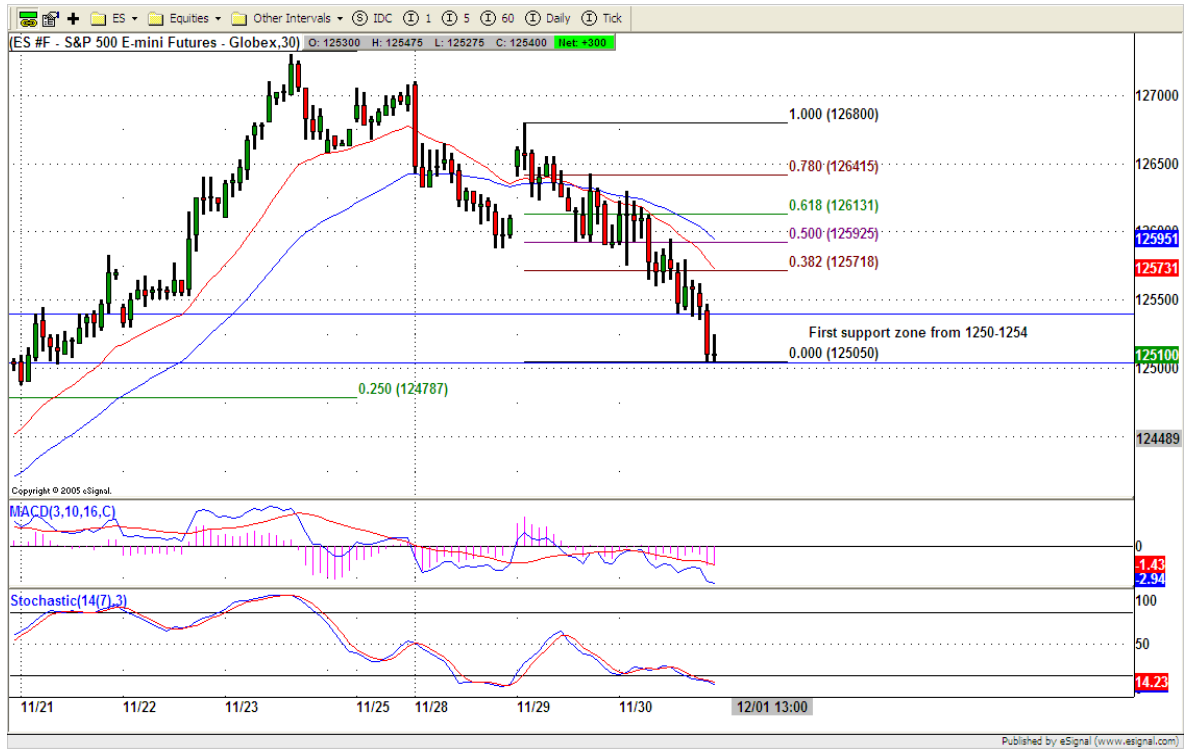 ES Equities Other Intervals S IDC I 1 I 5 I 60 I Daily I Tick
(ES #F - S&P 500 E-mini Futures - Globex,30) O: 125300 H: 125475 L: 125275 C: 125400 Net: +300
127000
1.000 (126800)
126500
0.780 (126415)
0.618 (126131)
0.500 (125925)
125951
0.382 (125718)
125731
125500
First support zone from 1250-1254
0.000 (125050)
125100
125000
0.250 (124787)
124489
Copyright © 2005 eSignal.
MACD(3,10,16,C)
0
-1.43
-2.94
Stochastic(14(7),3)
100
50
14.23
11/21 11/22 11/23 11/25 11/28 11/29 11/30 12/01 13:00
Published by eSignal (www.esignal.com)